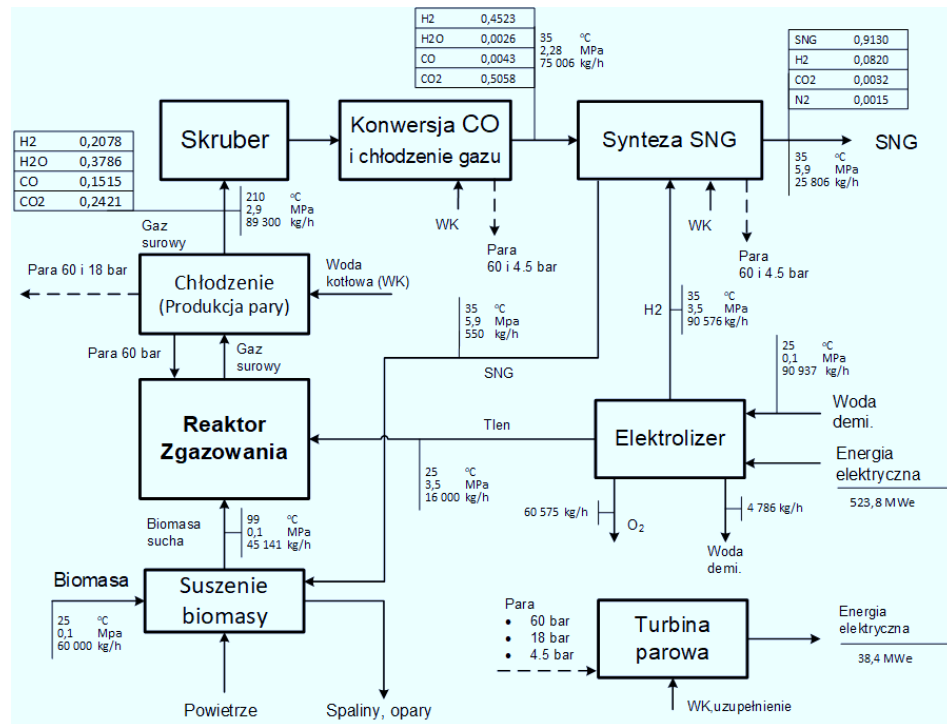 H2 0,4523
H2O 0,0026
CO 0,0043
CO2 0,5058
35 °C
2,28 MPa
75 006 kg/h
SNG 0,9130
H2 0,0820
CO2 0,0032
N2 0,0015
H2 0,2078
H2O 0,3786
CO 0,1515
CO2 0,2421
Skruber
Konwersja CO
i chłodzenie gazu
Synteza SNG
SNG
35 °C
5,9 MPa
25 806 kg/h
210 °C
2,9 MPa
89 300 kg/h
Gaz
surowy
WK
Para
60 i 4.5 bar
WK
Para
60 i 4.5 bar
Para 60 i 18 bar
Chłodzenie
(Produkcja pary)
Woda
kotłowa (WK)
35 °C
5,9 Mpa
550 kg/h
SNG
H2
35 °C
3,5 MPa
90 576 kg/h
Para 60 bar
Gaz
surowy
25 °C
0,1 MPa
90 937 kg/h
Reaktor
Zgazowania
Tlen
25 °C
3,5 MPa
16 000 kg/h
Elektrolizer
Woda
demi.
Energia
elektryczna
523,8 MWe
60 575 kg/h
O2
4 786 kg/h
Woda
demi.
Biomasa
sucha
99 °C
0,1 MPa
45 141 kg/h
Biomasa
25 °C
0,1 Mpa
60 000 kg/h
Suszenie
biomasy
Powietrze
Spaliny, opary
Para
• 60 bar
• 18 bar
• 4.5 bar
Turbina
parowa
Energia
elektryczna
38,4 MWe
WK,uzupełnienie